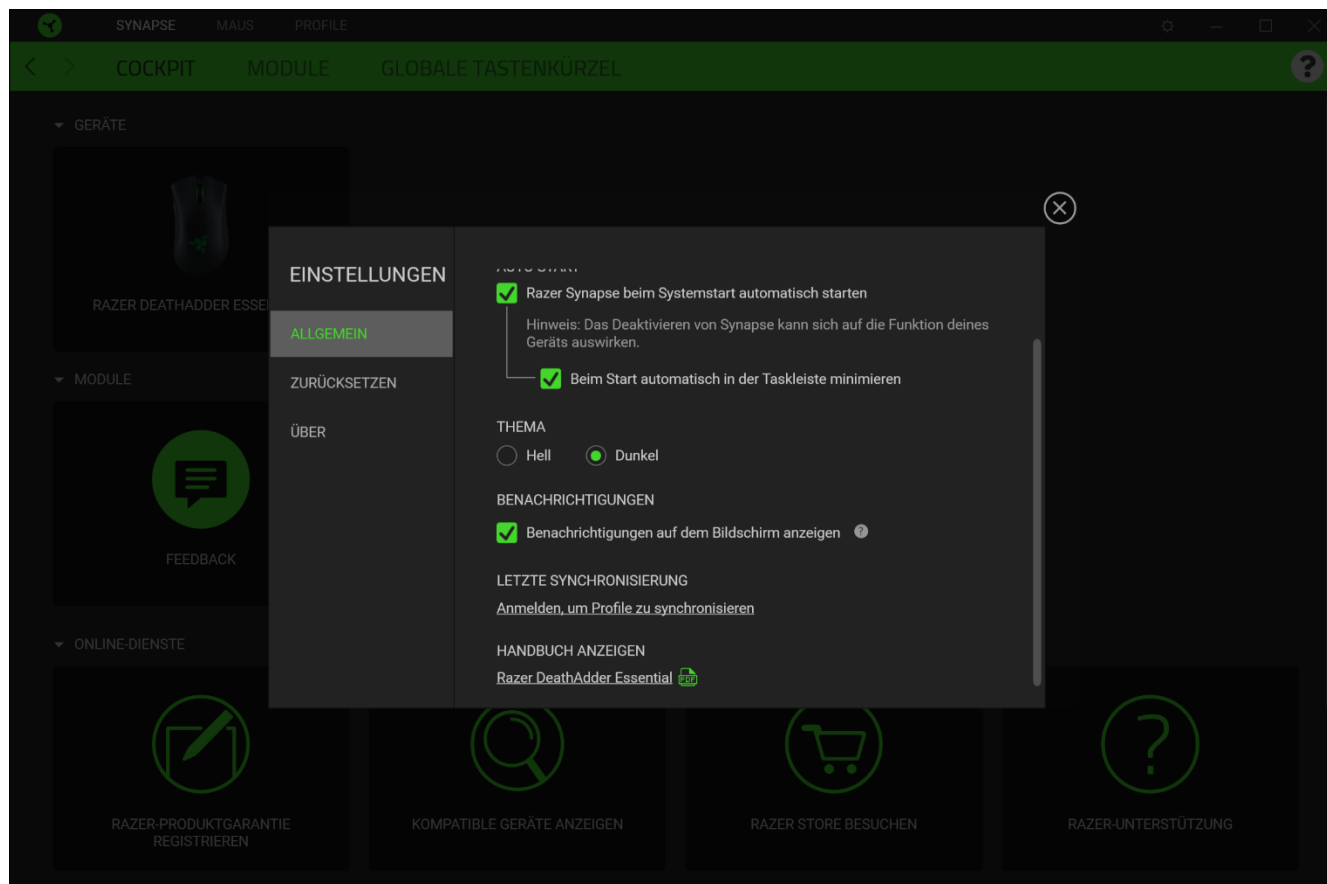 SYNAPSE
MAUS
PROFILE
COCKPIT
MODULE
GLOBALE TASTENKÜRZEL
?
GERÄTE
RAZER DEATHADDER ESSE
MODULE
FEEDBACK
ONLINE-DIENSTE
RAZER-PRODUKTGARANTIE
REGISTRIEREN
KOMPATIBLE GERÄTE ANZEIGEN
RAZER STORE BESUCHEN
RAZER-UNTERSTÜTZUNG
EINSTELLUNGEN
ALLGEMEIN
ZURÜCKSETZEN
ÜBER
AUTO START
Razer Synapse beim Systemstart automatisch starten
Hinweis: Das Deaktivieren von Synapse kann sich auf die Funktion deines
Geräts auswirken.
Beim Start automatisch in der Taskleiste minimieren
THEMA
Hell
Dunkel
BENACHRICHTIGUNGEN
Benachrichtigungen auf dem Bildschirm anzeigen ?
LETZTE SYNCHRONISIERUNG
Anmelden, um Profile zu synchronisieren
HANDBUCH ANZEIGEN
Razer DeathAdder Essential PDF